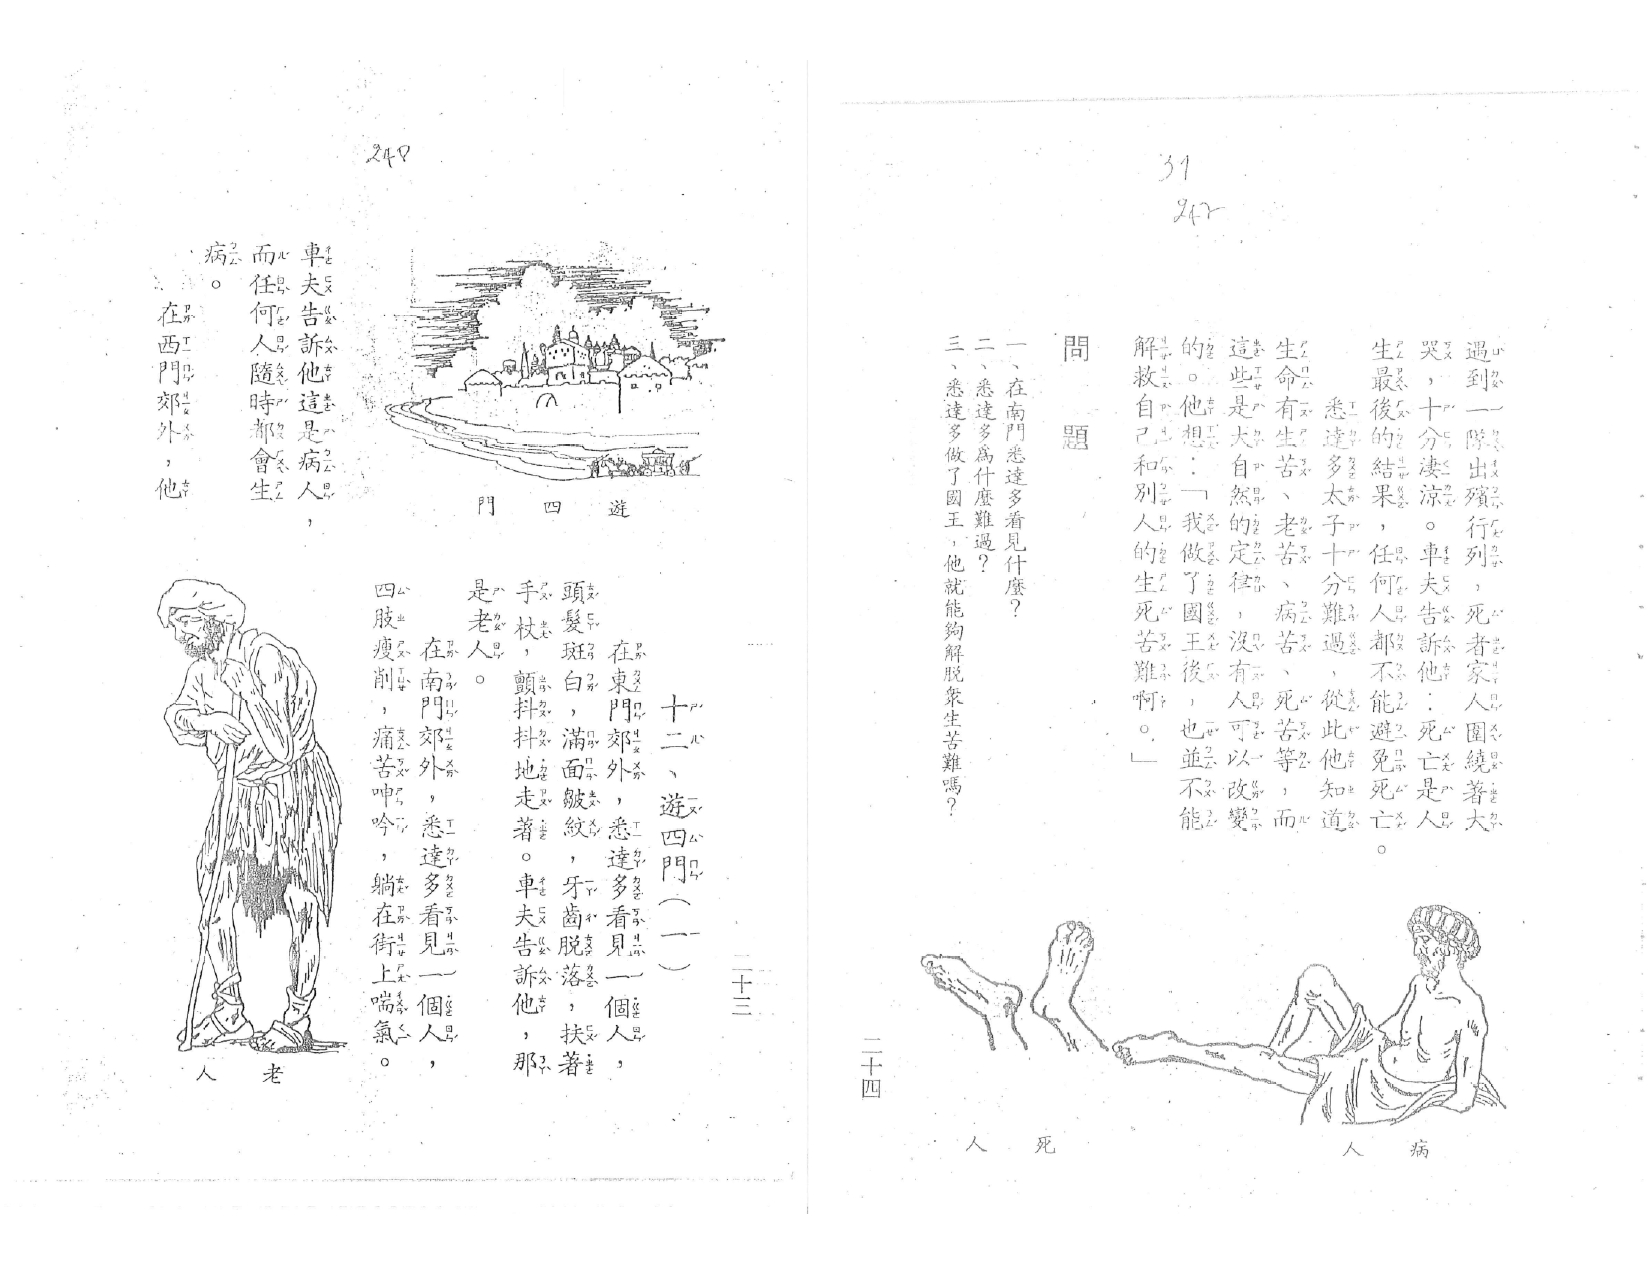 248
二十三
十二、遊四門(一)
在東門郊外,悉達多看見一個人,
頭髮斑白,滿面皺紋,牙齒脱落,扶著
手杖,顫抖抖地走著。車夫告訴他,那
是老人。
在南門郊外,悉達多看見一個人,
四肢瘦削,痛苦呻吟,躺在街上喘氣。
遊四門
老人
車夫告訴他這是病人,
而任何人隨時都會生
病。
在西門郊外,他
31
遇到一隊出殯行列,死者家人圍繞著大
哭,十分淒涼。車夫告訴他:死亡是人
生最後的結果,任何人都不能避免死亡。
悉達多太子十分難過,從此他知道
生命有生苦、老苦、病苦、死苦等,而
這些是大自然的定律,沒有人可以改變
的。他想:「我做了國王後,也並不能
解救自己和別人的生死苦難啊。」
問題
一、在南門悉達多看見什麼?
二、悉達多為什麼難過?
三、悉達多做了國王,他就能夠解脫衆生苦難嗎?
病人
死人
二十四